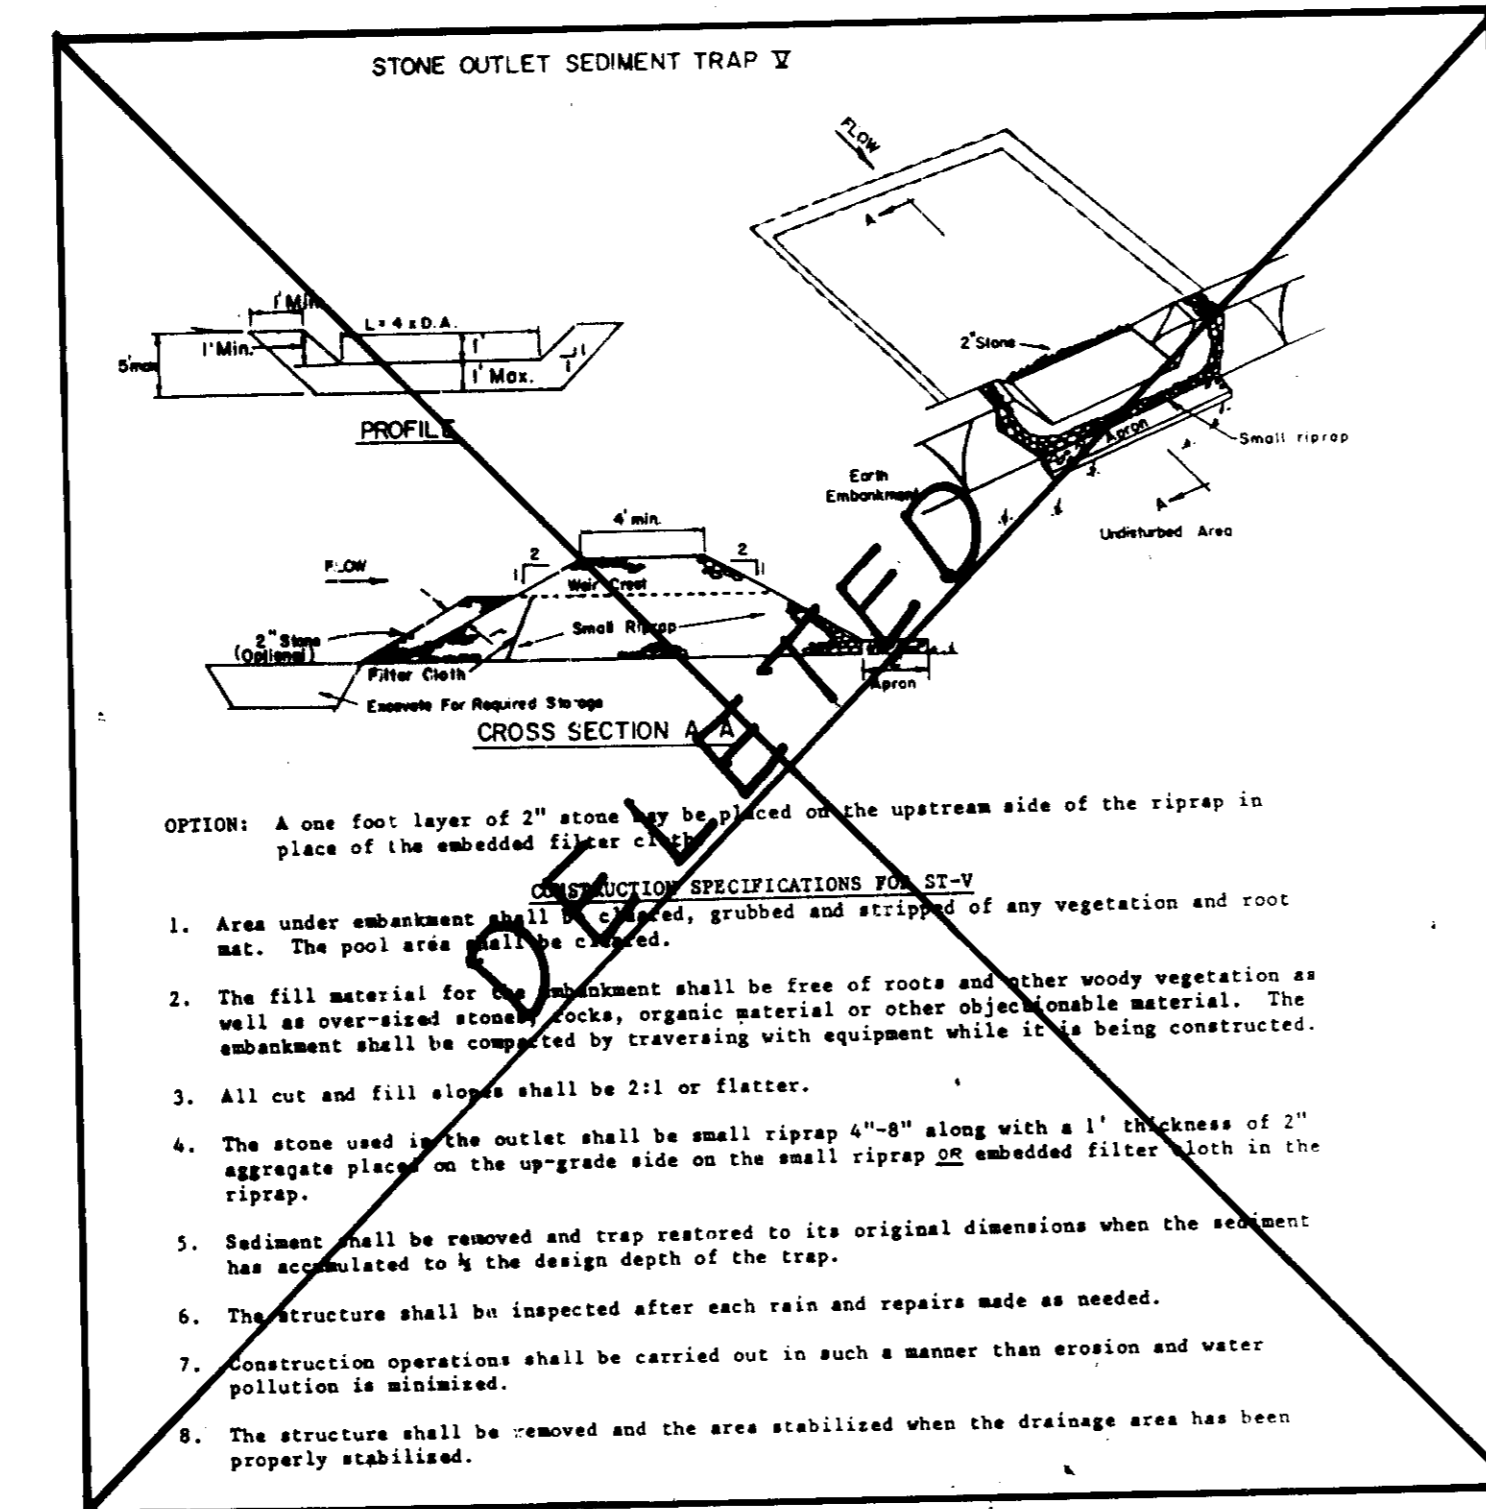 STONE OUTLET SEDIMENT TRAP V
FLOW
A
1' Min.
L = 4 x D.A.
1' Min.
1'
5' max
1' Max.
1
1
PROFILE
2" Stone
Apron
Small riprap
Earth
Embankment
A
Undisturbed Area
4' min.
2
1
2
1
FLOW
Weir Crest
2" Stone
(Optional)
Small Riprap
Filter Cloth
Apron
Excavate For Required Storage
CROSS SECTION A A
DELETED
OPTION: A one foot layer of 2" stone may be placed on the upstream side of the riprap in
place of the embedded filter cloth
CONSTRUCTION SPECIFICATIONS FOR ST-V
1. Area under embankment shall be cleared, grubbed and stripped of any vegetation and root
mat. The pool area shall be cleared.
2. The fill material for the embankment shall be free of roots and other woody vegetation as
well as over-sized stones, rocks, organic material or other objectionable material. The
embankment shall be compacted by traversing with equipment while it is being constructed.
3. All cut and fill slopes shall be 2:1 or flatter.
4. The stone used in the outlet shall be small riprap 4"-8" along with a 1' thickness of 2"
aggregate placed on the up-grade side on the small riprap OR embedded filter cloth in the
riprap.
5. Sediment shall be removed and trap restored to its original dimensions when the sediment
has accumulated to ½ the design depth of the trap.
6. The structure shall be inspected after each rain and repairs made as needed.
7. Construction operations shall be carried out in such a manner than erosion and water
pollution is minimized.
8. The structure shall be removed and the area stabilized when the drainage area has been
properly stabilized.